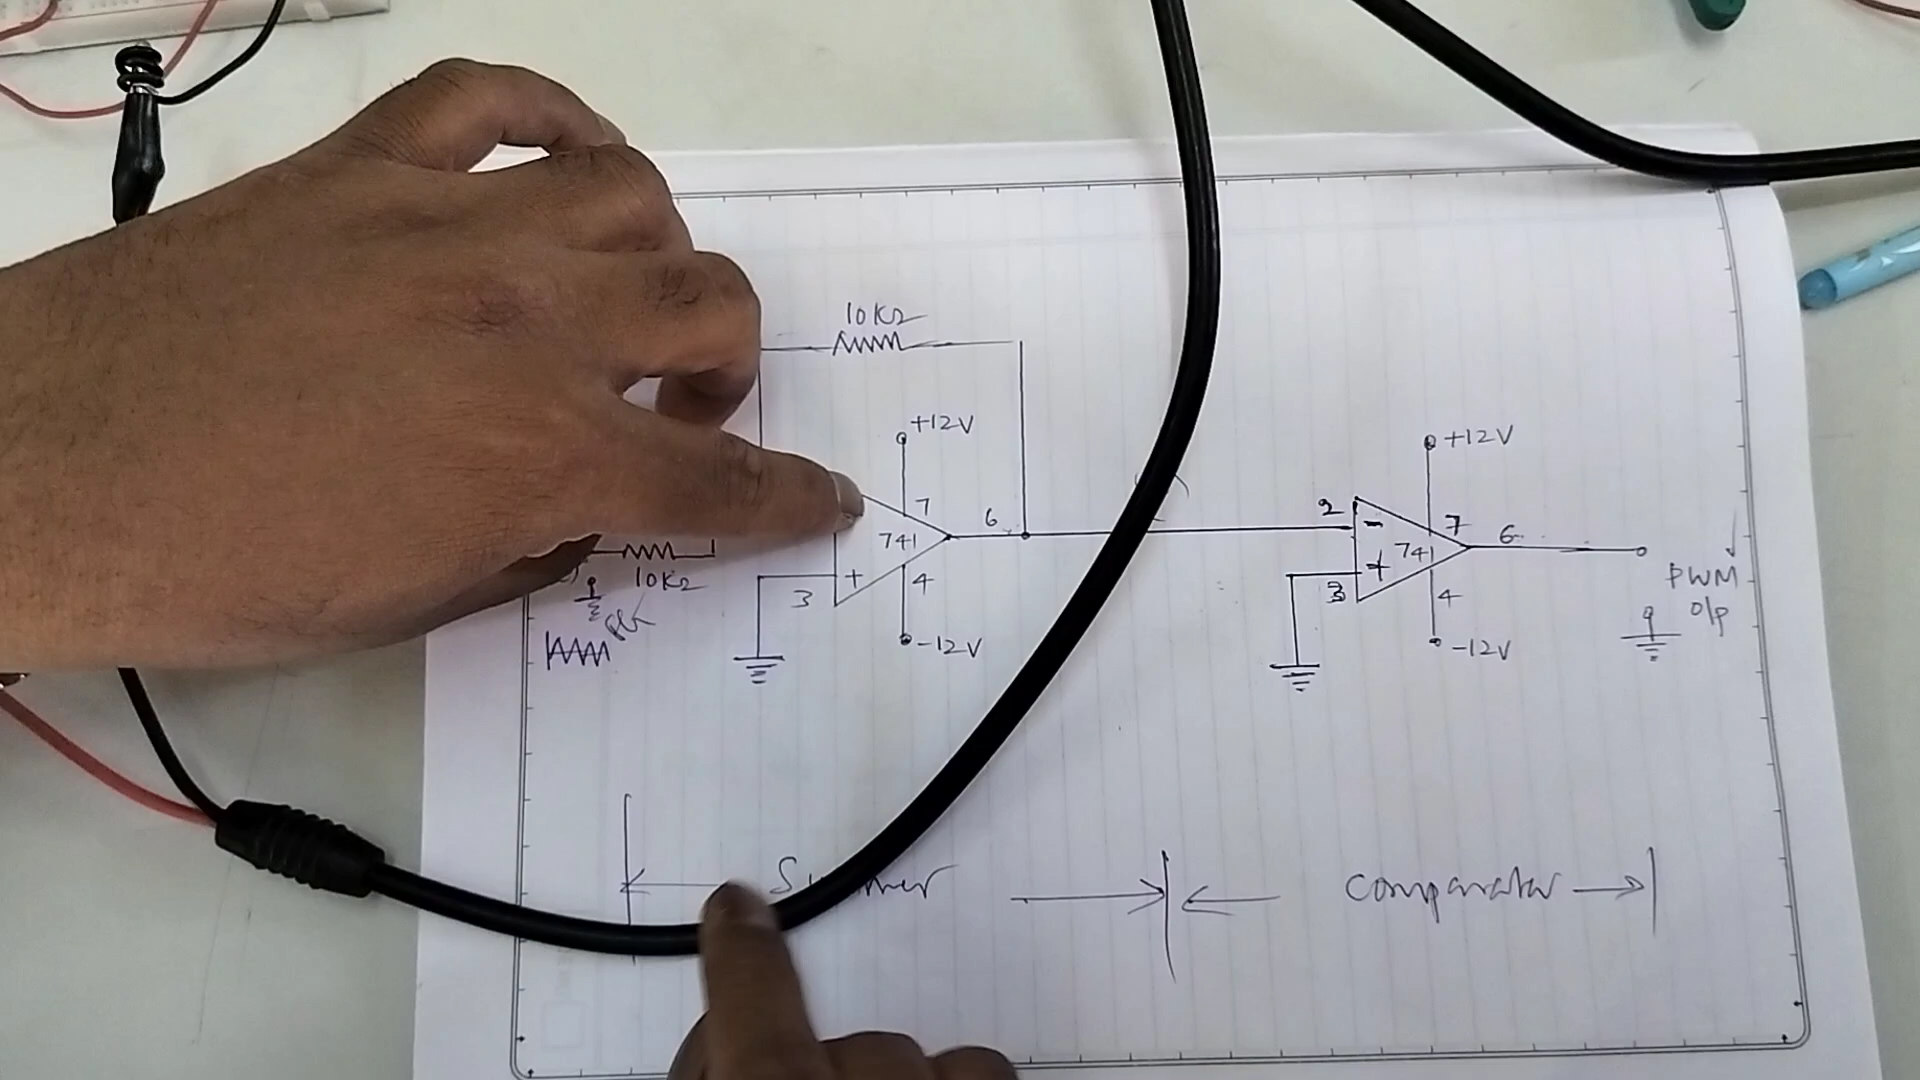 10KΩ
+12V
7
6
741
10KΩ
+
3
4
-12V
+12V
2
-
7
6
741
+
3
4
-12V
PWM
O/P
Summer
comparator